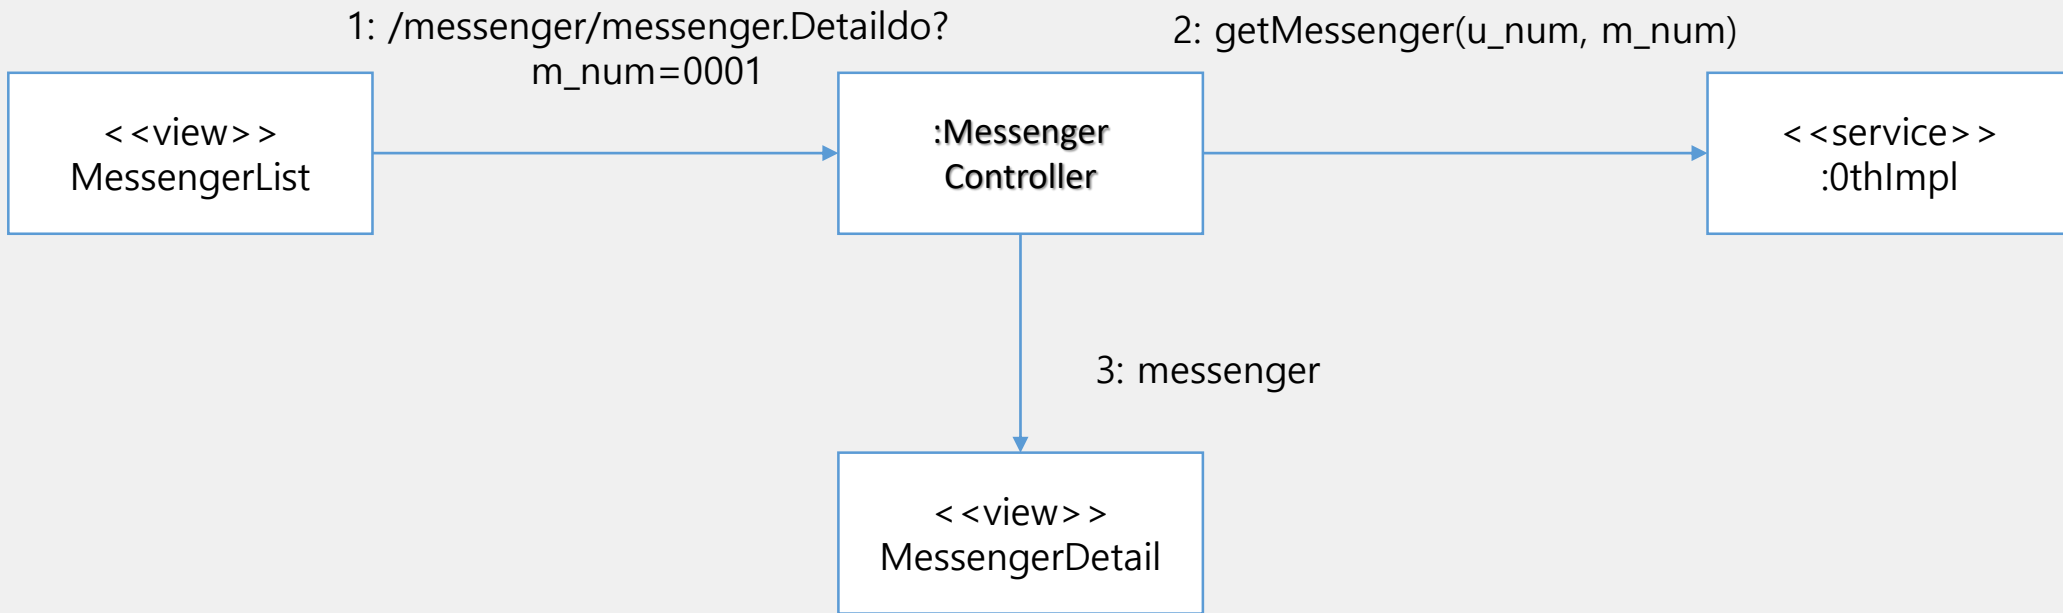 1: /messenger/messenger.Detaildo?
m_num=0001
2: getMessenger(u_num, m_num)
<<view>>
MessengerList
:Messenger
Controller
<<service>>
:0thImpl
3: messenger
<<view>>
MessengerDetail